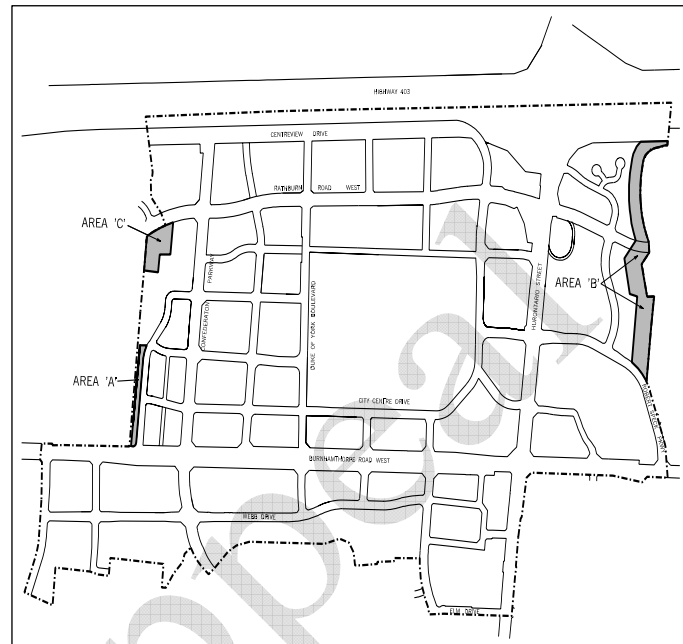 HIGHWAY 403
CENTREVIEW DRIVE
RATHBURN ROAD WEST
AREA 'C'
PARKWAY
CONFEDERATION
DUKE OF YORK BOULEVARD
HURONTARIO STREET
AREA 'B'
AREA 'A'
CITY CENTRE DRIVE
BURNHAMTHORPE ROAD WEST
WEBB DRIVE
ELM DRIVE
ppeal